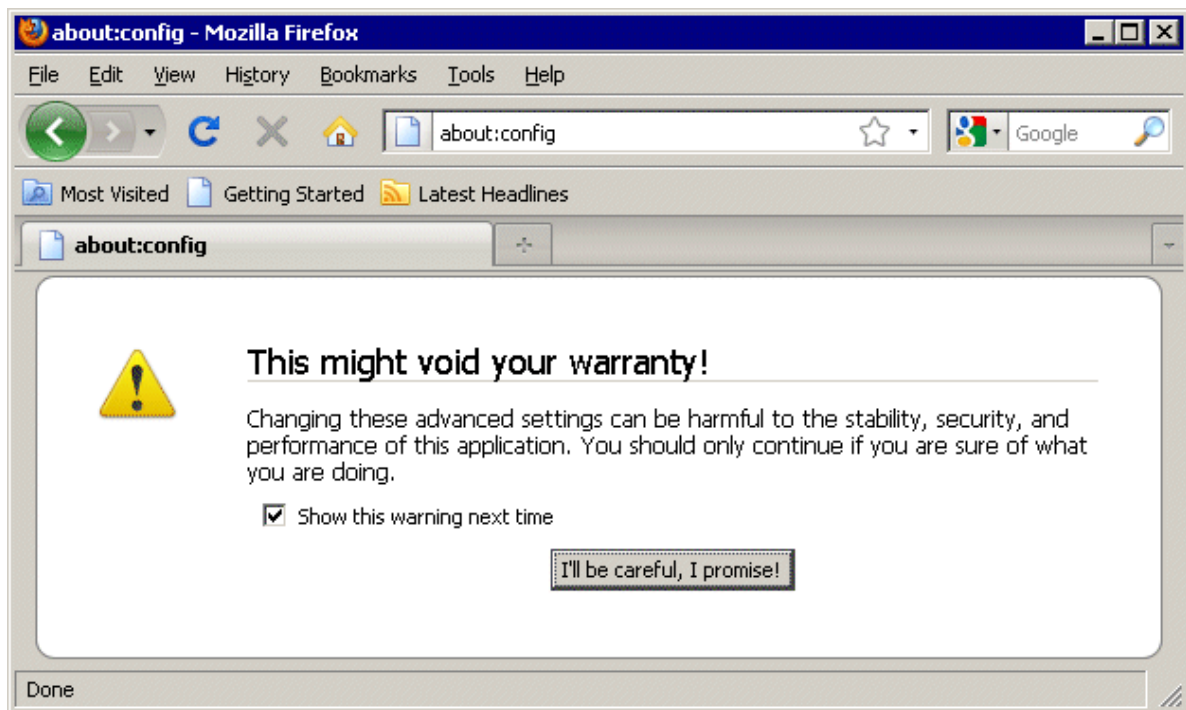 about:config - Mozilla Firefox
File Edit View History Bookmarks Tools Help
about:config Google
Most Visited Getting Started Latest Headlines
about:config
This might void your warranty!
Changing these advanced settings can be harmful to the stability, security, and
performance of this application. You should only continue if you are sure of what
you are doing.
Show this warning next time
I'll be careful, I promise!
Done